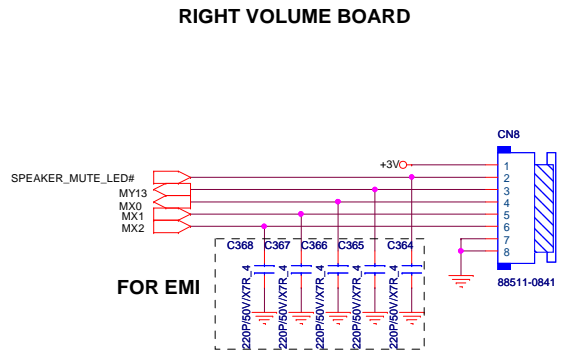 RIGHT VOLUME BOARD
CN8
+3V
1
SPEAKER_MUTE_LED#
2
MY13
3
MX0
4
MX1
5
MX2
6
7
8
C368
C367
C366
C365
C364
FOR EMI
220P/50V/X7R_4
220P/50V/X7R_4
220P/50V/X7R_4
220P/50V/X7R_4
220P/50V/X7R_4
88511-0841